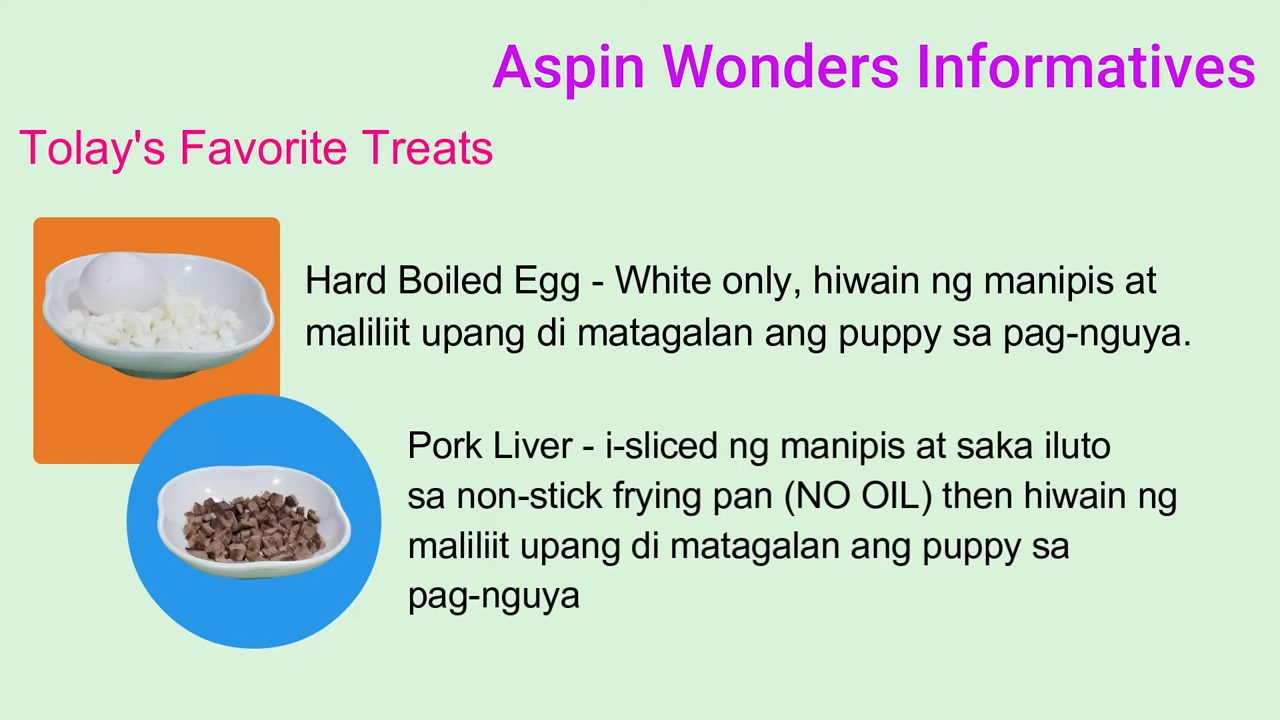 Aspin Wonders Informatives
Tolay's Favorite Treats
Hard Boiled Egg - White only, hiwain ng manipis at
maliliit upang di matagalan ang puppy sa pag-nguya.
Pork Liver - i-sliced ng manipis at saka iluto
sa non-stick frying pan (NO OIL) then hiwain ng
maliliit upang di matagalan ang puppy sa
pag-nguya